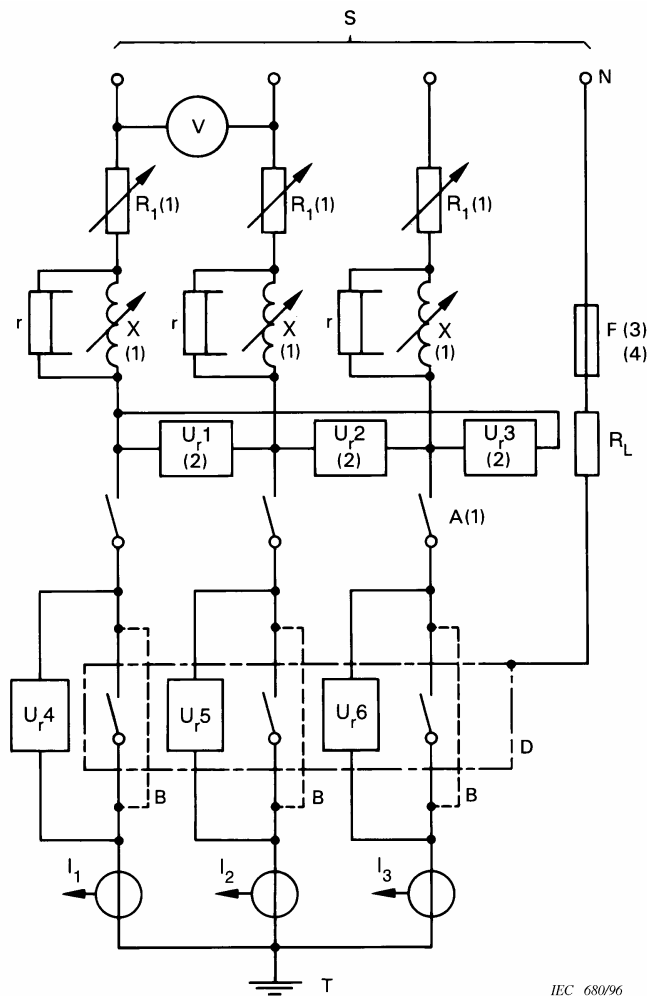 S
N
V
R1(1)
R1(1)
R1(1)
r
X
(1)
r
X
(1)
r
X
(1)
F (3)
(4)
Ur1
(2)
Ur2
(2)
Ur3
(2)
RL
A(1)
Ur4
Ur5
Ur6
D
B
B
B
I1
I2
I3
T
IEC 680/96